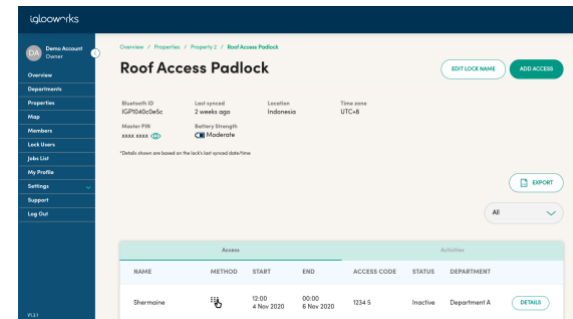 iglooworks
DA
Demo Account
Owner
Overview
Departments
Properties
Map
Members
Lock Users
Jobs List
My Profile
Settings
Support
Log Out
V1.2.1
Overview / Properties / Property 2 / Roof Access Padlock
Roof Access Padlock
EDIT LOCK NAME
ADD ACCESS
Bluetooth ID Last synced Location Time zone
IGP1040c0e5c 2 weeks ago Indonesia UTC+8
Master PIN Battery Strength
xxxx xxxx Moderate
*Details shown are based on the lock's last synced date/time
EXPORT
All
Access Activities
NAME METHOD START END ACCESS CODE STATUS DEPARTMENT
Shermaine 12:00 4 Nov 2020 00:00 6 Nov 2020 1234 5 Inactive Department A DETAILS